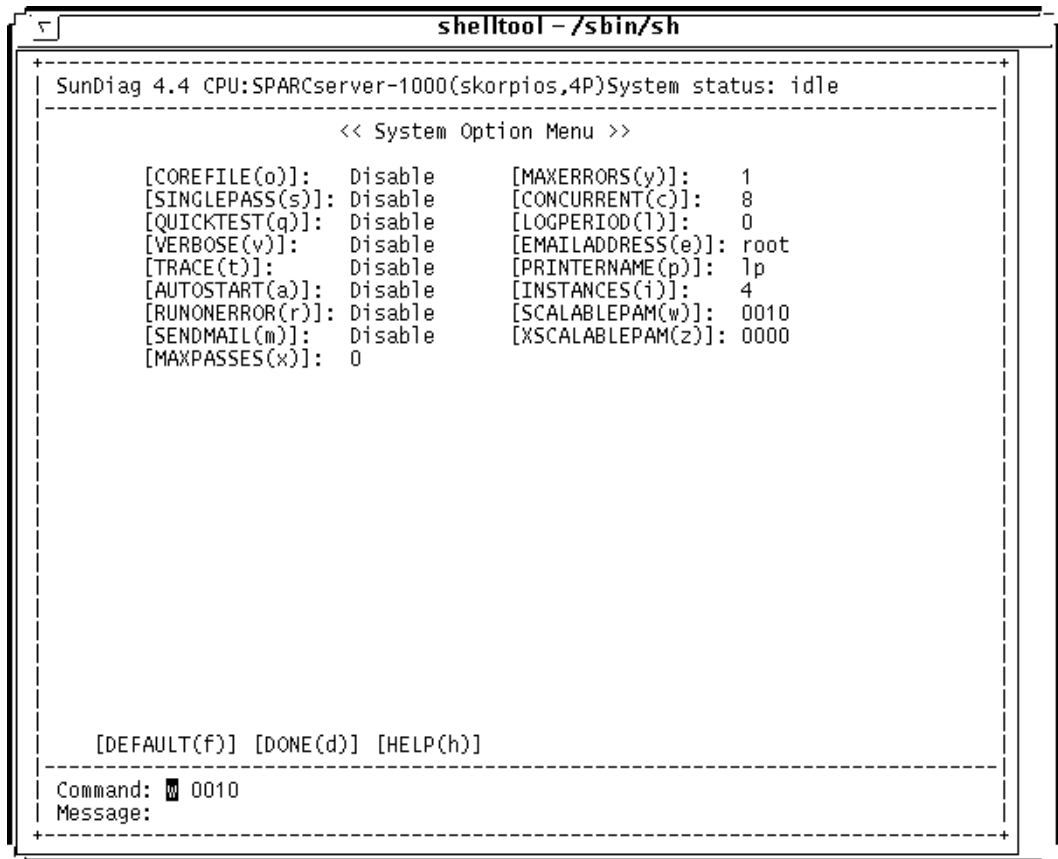 shelltool – /sbin/sh
SunDiag 4.4 CPU:SPARCserver-1000(skorpios,4P)System status: idle
<< System Option Menu >>
[COREFILE(o)]: Disable [MAXERRORS(y)]: 1
[SINGLEPASS(s)]: Disable [CONCURRENT(c)]: 8
[QUICKTEST(q)]: Disable [LOGPERIOD(l)]: 0
[VERBOSE(v)]: Disable [EMAILADDRESS(e)]: root
[TRACE(t)]: Disable [PRINTERNAME(p)]: lp
[AUTOSTART(a)]: Disable [INSTANCES(i)]: 4
[RUNONERROR(r)]: Disable [SCALABLEPAM(w)]: 0010
[SENDMAIL(m)]: Disable [XSCALABLEPAM(z)]: 0000
[MAXPASSES(x)]: 0
[DEFAULT(f)] [DONE(d)] [HELP(h)]
Command: w 0010
Message: